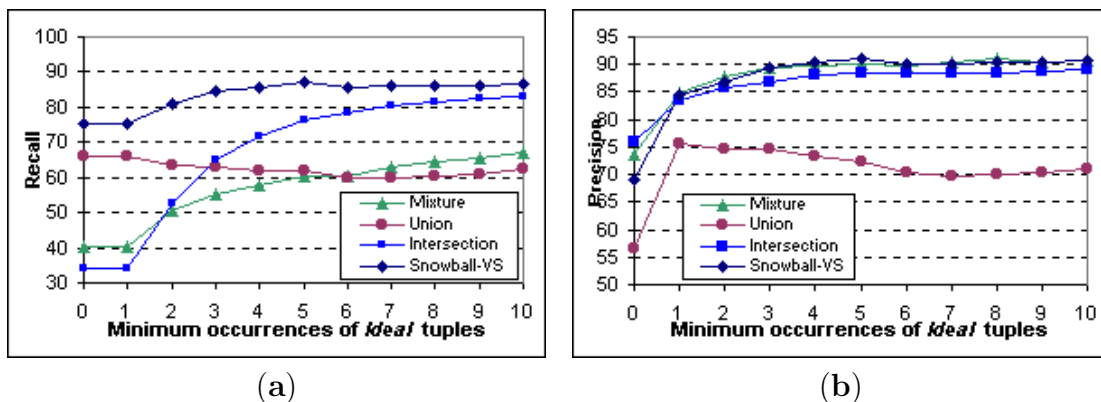 100
90
80
70
60
50
40
30
Recall
0 1 2 3 4 5 6 7 8 9 10
Minimum occurrences of Ideal tuples
Mixture
Union
Intersection
Snowball-VS
(a)
95
90
85
80
75
70
65
60
55
50
Precision
0 1 2 3 4 5 6 7 8 9 10
Minimum occurrences of Ideal tuples
Mixture
Union
Intersection
Snowball-VS
(b)